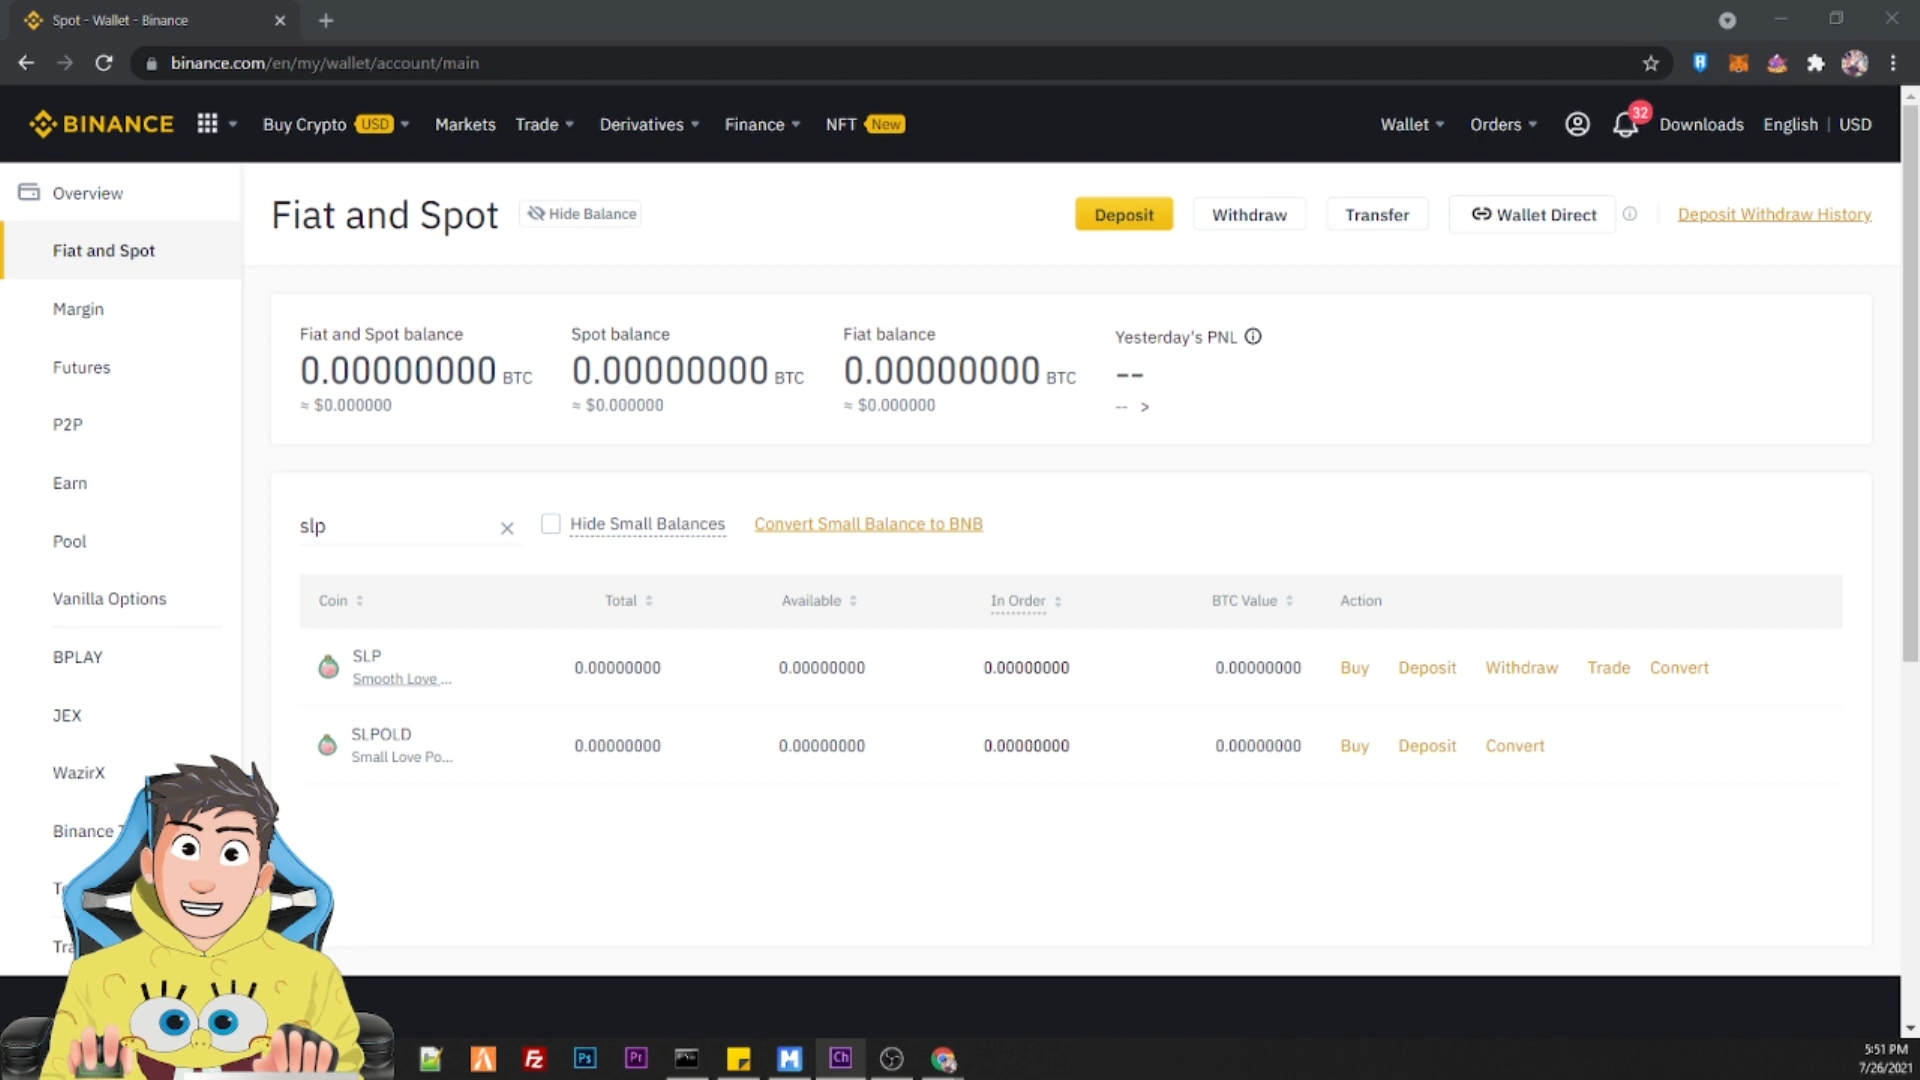 Spot - Wallet - Binance
binance.com/en/my/wallet/account/main
BINANCE Buy Crypto USD Markets Trade Derivatives Finance NFT New Wallet Orders 32 Downloads English | USD
Overview
Fiat and Spot
Margin
Futures
P2P
Earn
Pool
Vanilla Options
BPLAY
JEX
WazirX
Binance
Fiat and Spot Hide Balance Deposit Withdraw Transfer Wallet Direct Deposit Withdraw History
Fiat and Spot balance Spot balance Fiat balance Yesterday's PNL
0.00000000 BTC 0.00000000 BTC 0.00000000 BTC --
≈ $0.000000 ≈ $0.000000 ≈ $0.000000 -- >
slp Hide Small Balances Convert Small Balance to BNB
Coin Total Available In Order BTC Value Action
SLP 0.00000000 0.00000000 0.00000000 0.00000000 Buy Deposit Withdraw Trade Convert
Smooth Love ...
SLPOLD 0.00000000 0.00000000 0.00000000 0.00000000 Buy Deposit Convert
Small Love Po...
Fz Ps Pr Ch
5:51 PM
7/26/2021